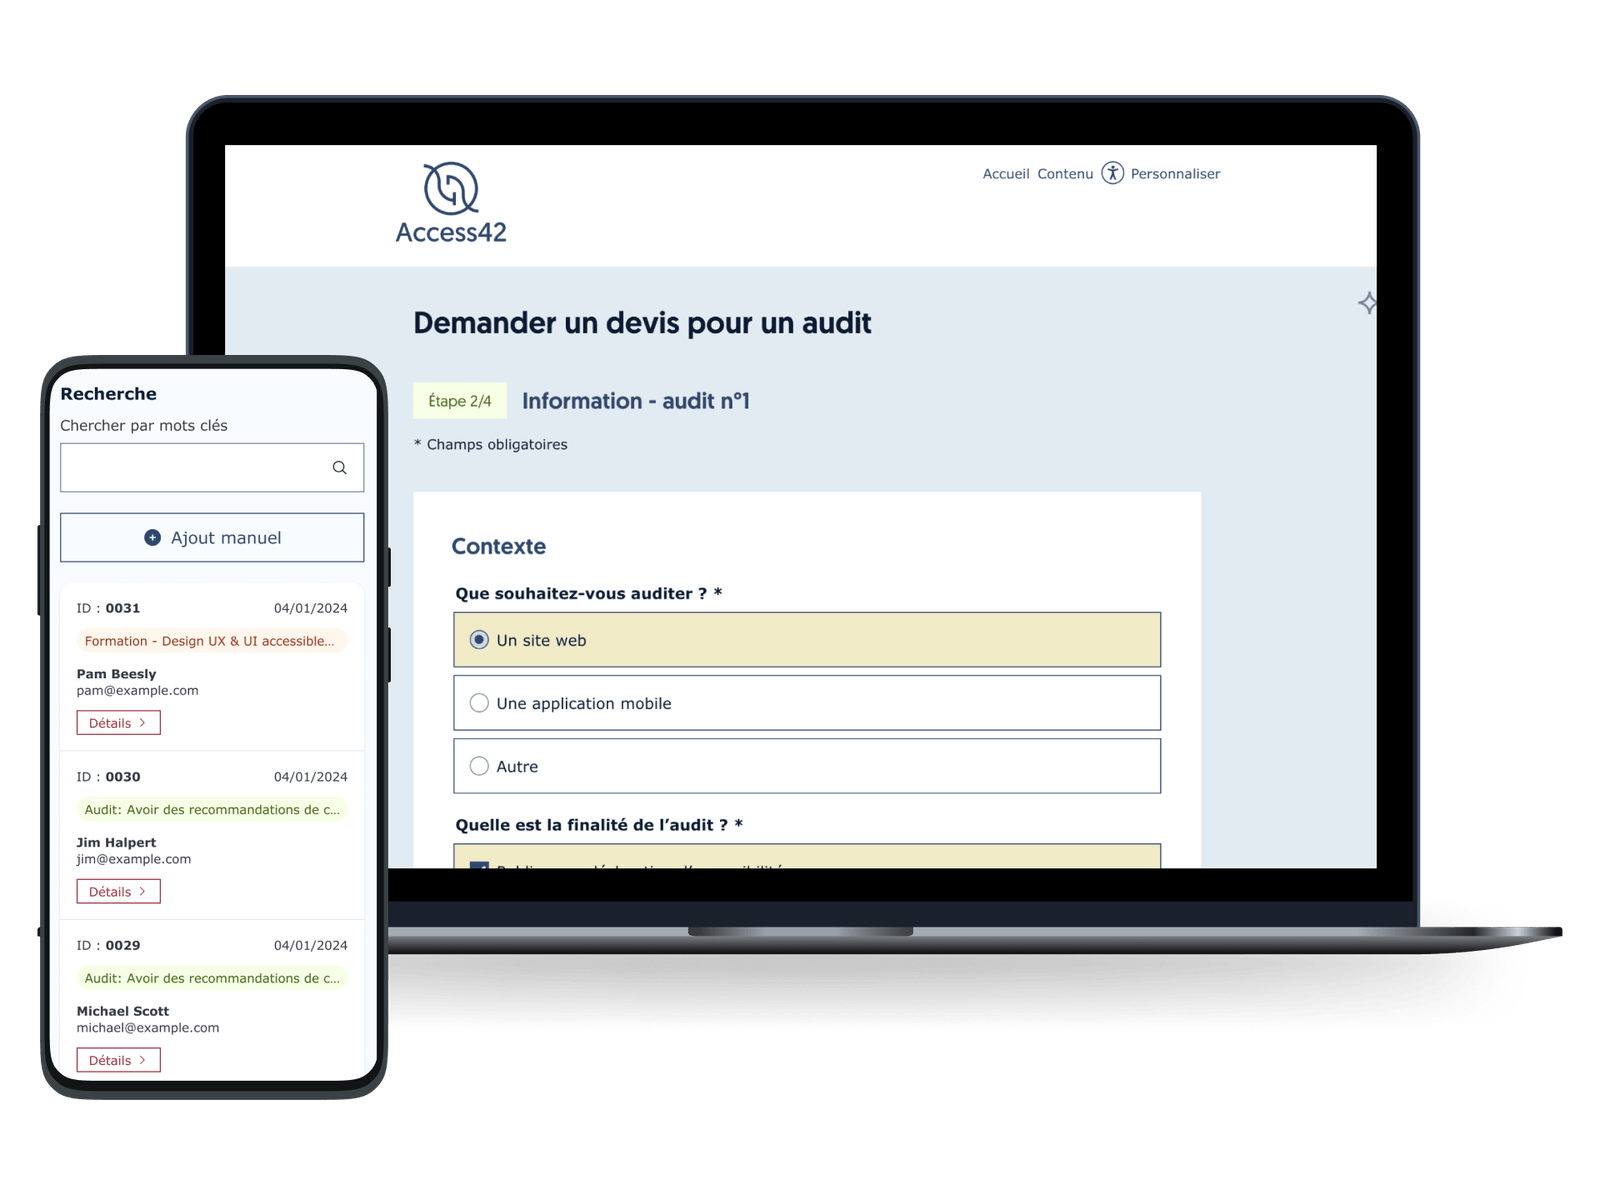 Access42
Accueil Contenu Personnaliser
Demander un devis pour un audit
Étape 2/4 Information - audit n°1
* Champs obligatoires
Contexte
Que souhaitez-vous auditer ? *
Un site web
Une application mobile
Autre
Quelle est la finalité de l’audit ? *
Recherche
Chercher par mots clés
Ajout manuel
ID : 0031 04/01/2024
Formation - Design UX & UI accessible...
Pam Beesly
pam@example.com
Détails
ID : 0030 04/01/2024
Audit: Avoir des recommandations de c...
Jim Halpert
jim@example.com
Détails
ID : 0029 04/01/2024
Audit: Avoir des recommandations de c...
Michael Scott
michael@example.com
Détails